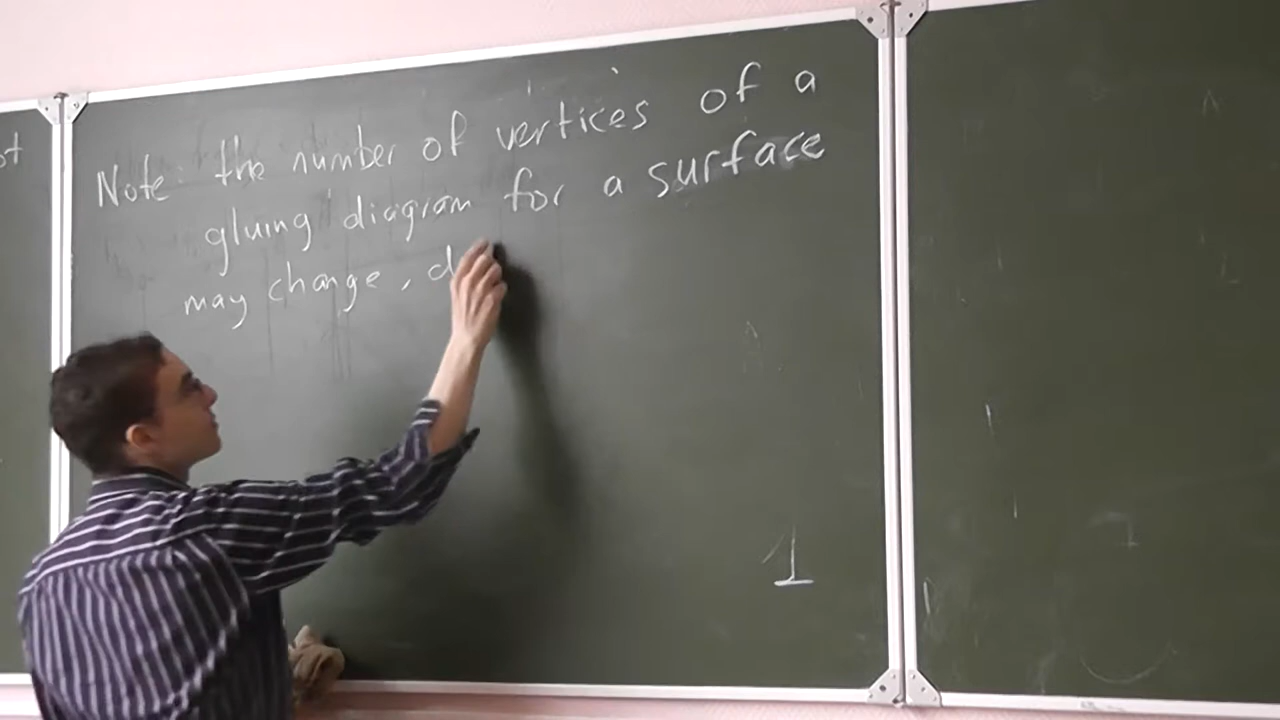 Note: the number of vertices of a
gluing diagram for a surface
may change, d
1